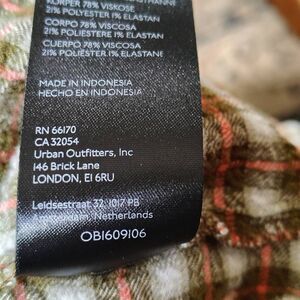 KÖRPER 78% VISKOSE
21% POLYESTER 1% ELASTAN
CORPO 78% VISCOSA
21% POLIESTERE 1% ELASTAN
CUERPO 78% VISCOSA
21% POLIÉSTER 1% ELASTÁN
MADE IN INDONESIA
HECHO EN INDONESIA
RN 66170
CA 32054
Urban Outfitters, Inc
146 Brick Lane
LONDON, E1 6RU
Leidsestraat 32, 1017 PB
Amsterdam, Netherlands
OB1609106